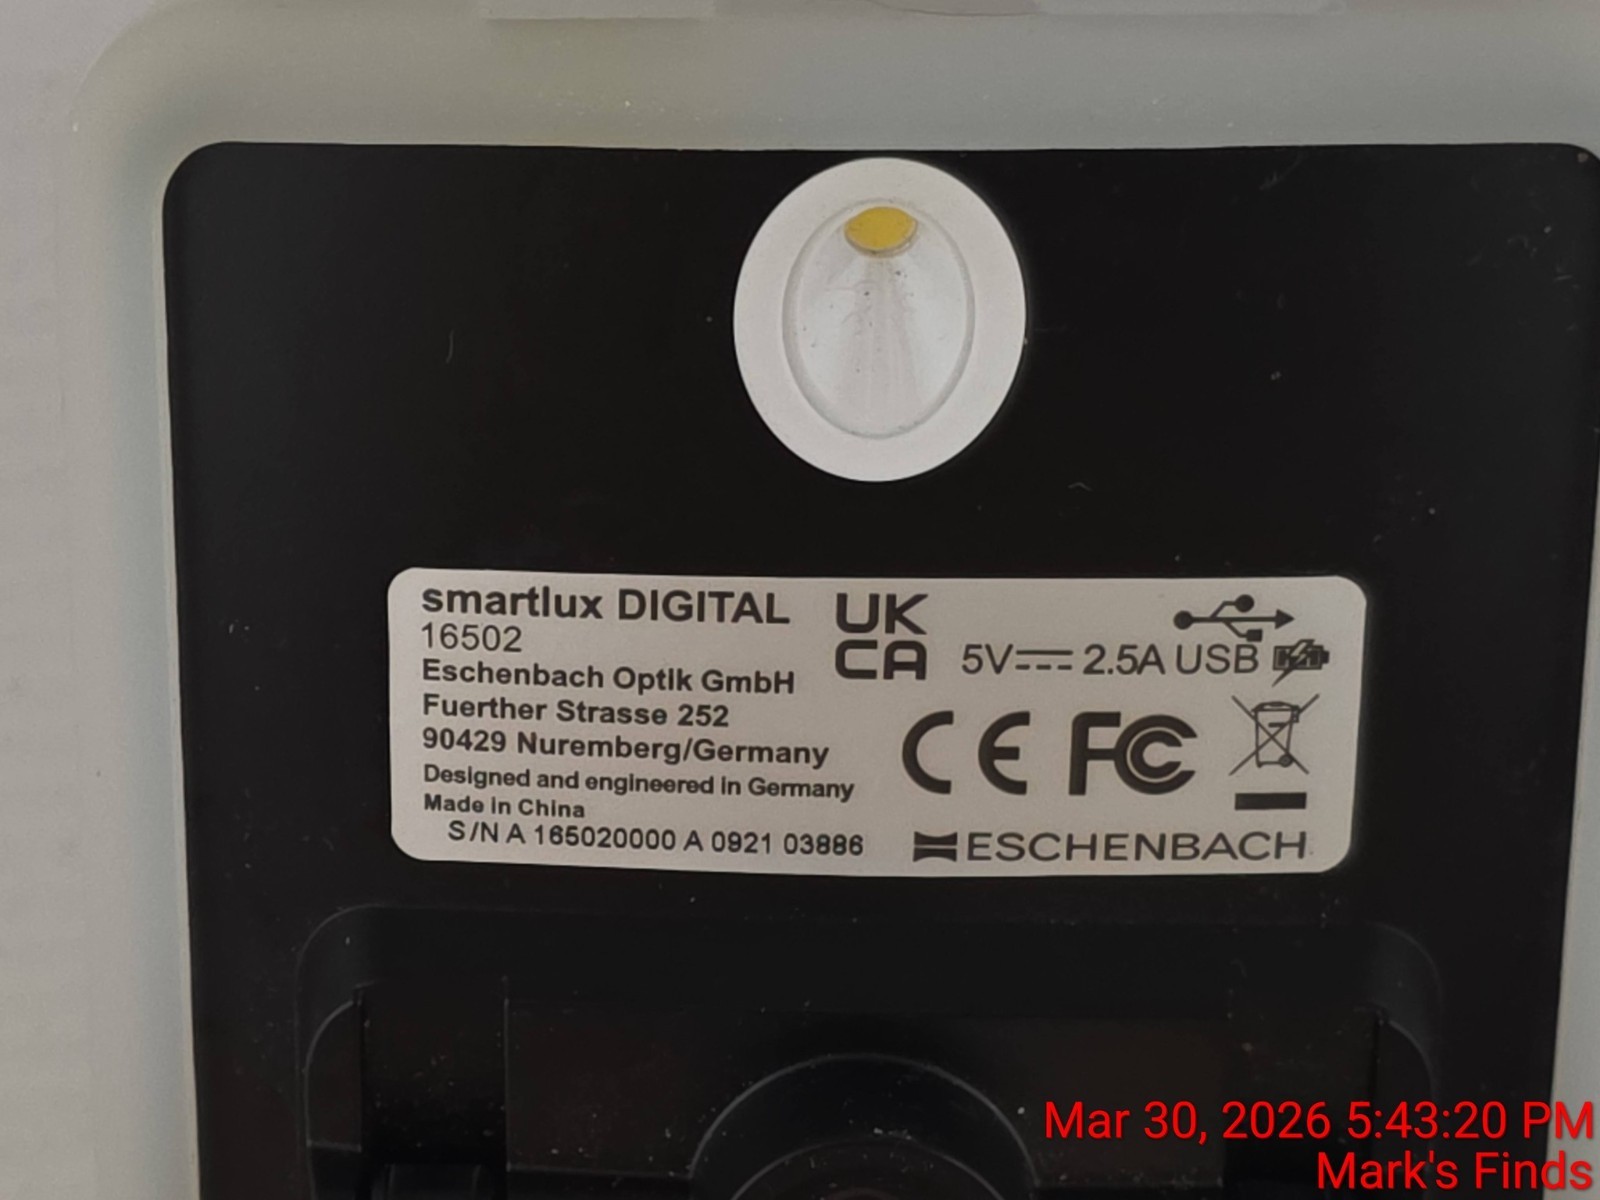 smartlux DIGITAL
16502
Eschenbach Optik GmbH
Fuerther Strasse 252
90429 Nuremberg/Germany
Designed and engineered in Germany
Made in China
S/N A 165020000 A 0921 03886
UK
CA
5V 2.5A USB
CE FC
ESCHENBACH
Mar 30, 2026 5:43:20 PM
Mark's Finds